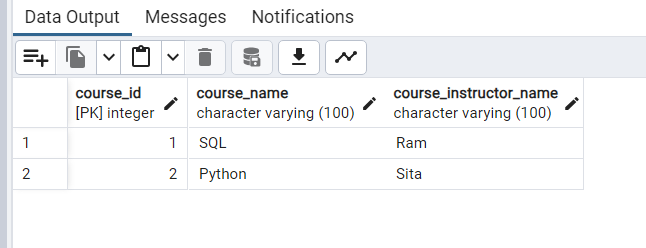 Data Output Messages Notifications
course_id course_name course_instructor_name
[PK] integer character varying (100) character varying (100)
1 1 SQL Ram
2 2 Python Sita